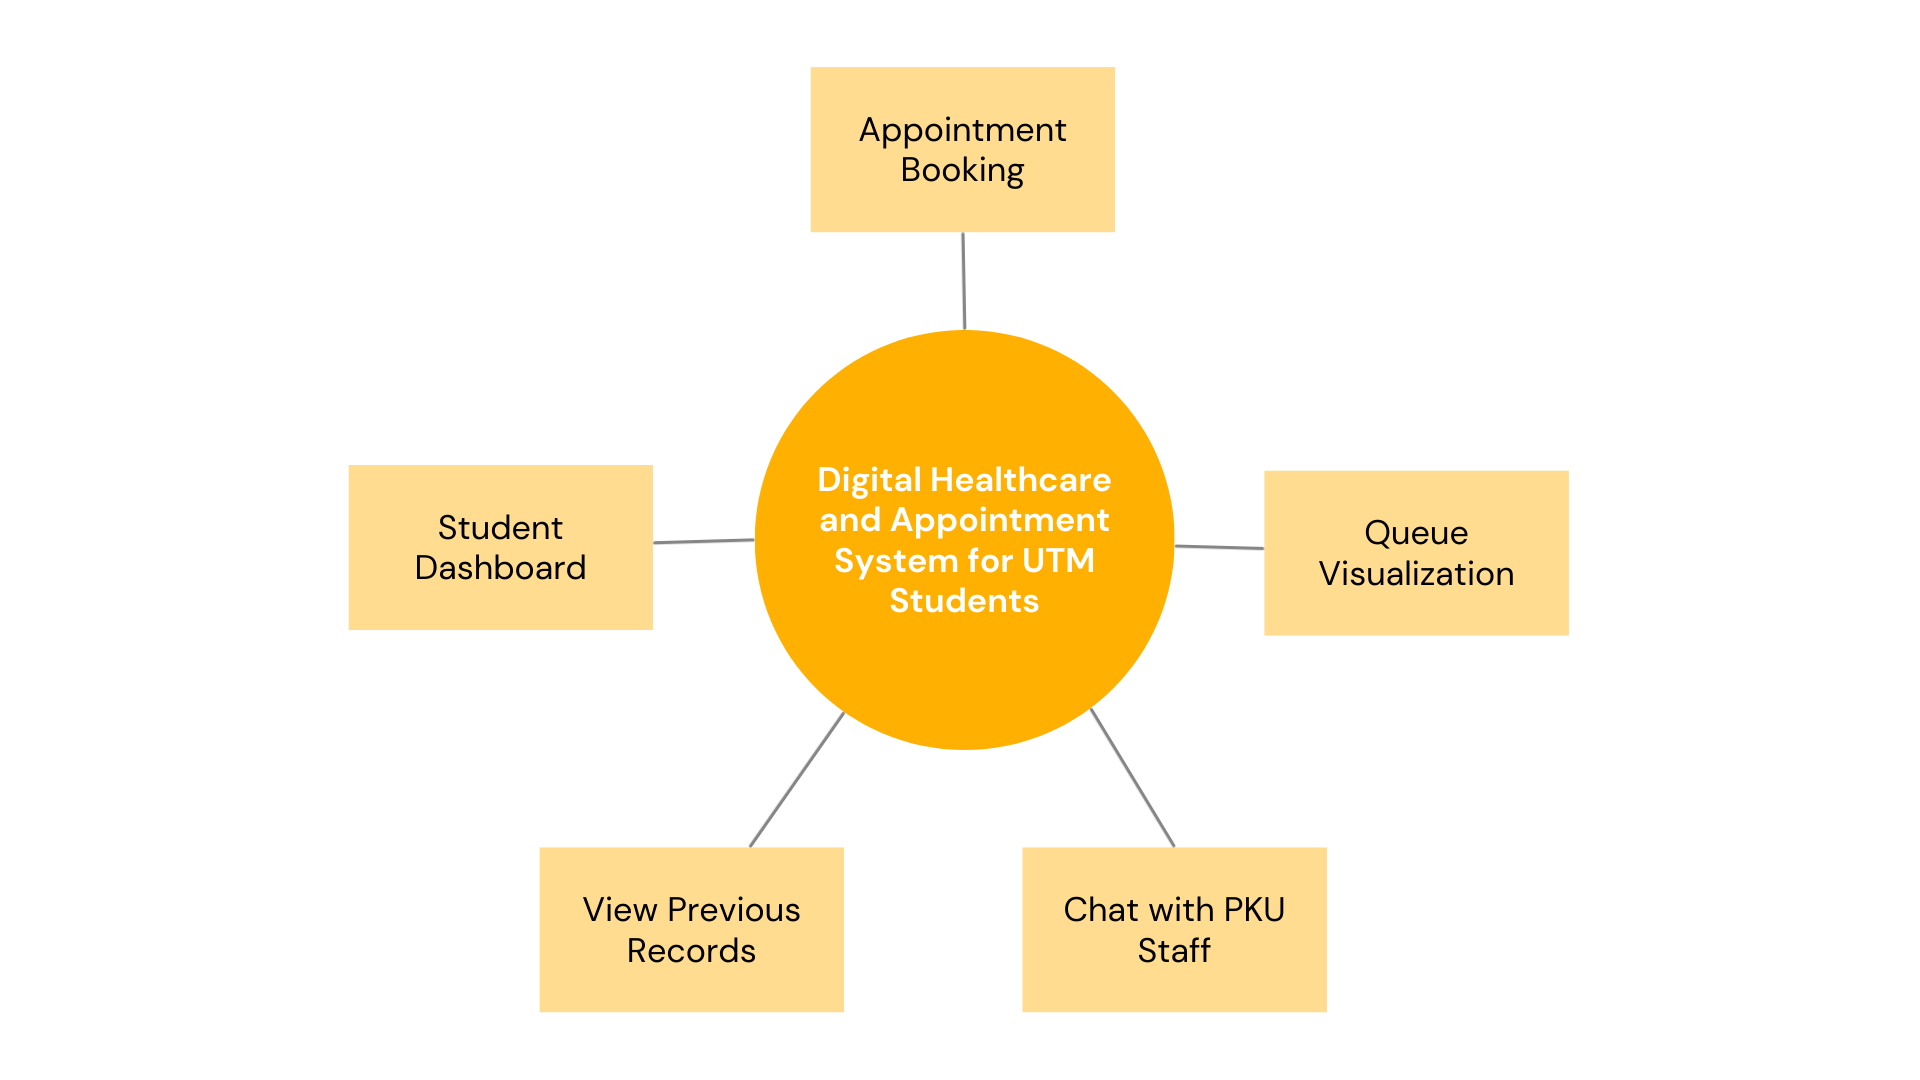 Appointment
Booking
Digital Healthcare
and Appointment
System for UTM
Students
Student
Dashboard
Queue
Visualization
View Previous
Records
Chat with PKU
Staff